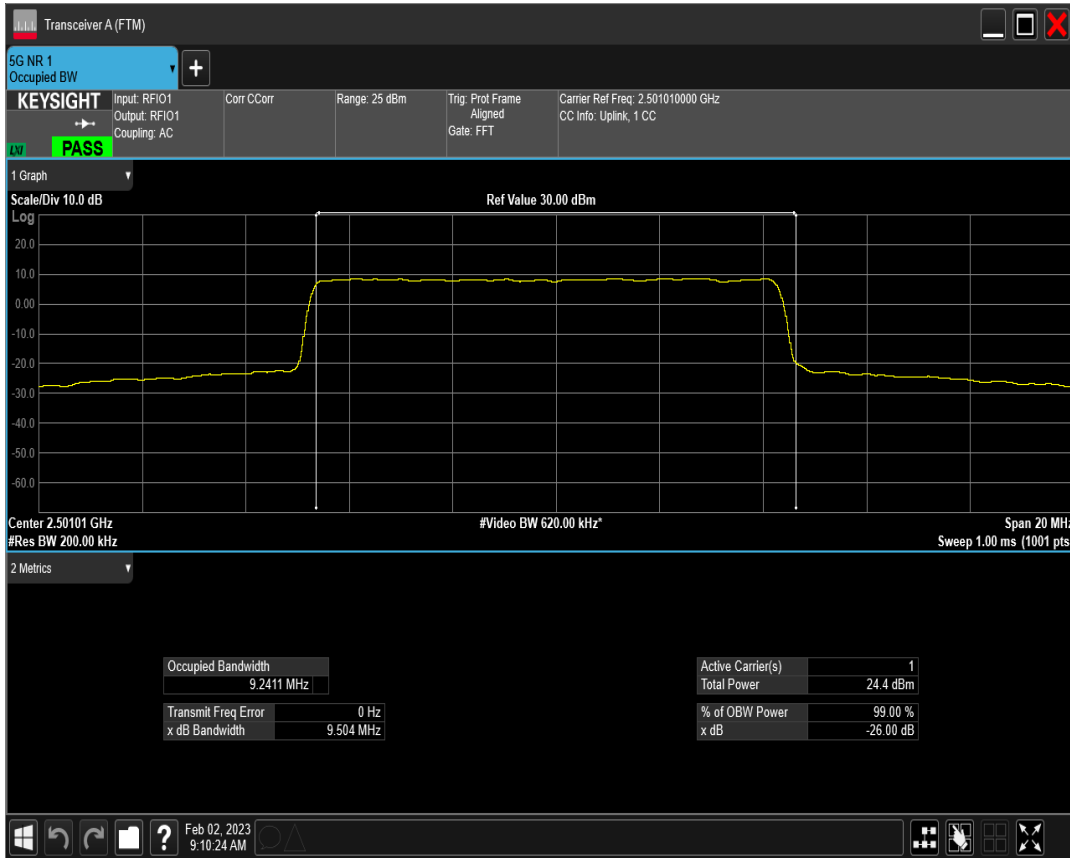 Transceiver A (FTM)
5G NR 1
Occupied BW
+
KEYSIGHT
LXI
PASS
Input: RFIO1
Output: RFIO1
Coupling: AC
Corr CCorr
Range: 25 dBm
Trig: Prot Frame
Aligned
Gate: FFT
Carrier Ref Freq: 2.501010000 GHz
CC Info: Uplink, 1 CC
1 Graph
Scale/Div 10.0 dB
Ref Value 30.00 dBm
Log
20.0
10.0
0.00
-10.0
-20.0
-30.0
-40.0
-50.0
-60.0
Center 2.50101 GHz
#Video BW 620.00 kHz*
Span 20 MHz
#Res BW 200.00 kHz
Sweep 1.00 ms (1001 pts
2 Metrics
Occupied Bandwidth
9.2411 MHz
Transmit Freq Error 0 Hz
x dB Bandwidth 9.504 MHz
Active Carrier(s) 1
Total Power 24.4 dBm
% of OBW Power 99.00 %
x dB -26.00 dB
?
Feb 02, 2023
9:10:24 AM